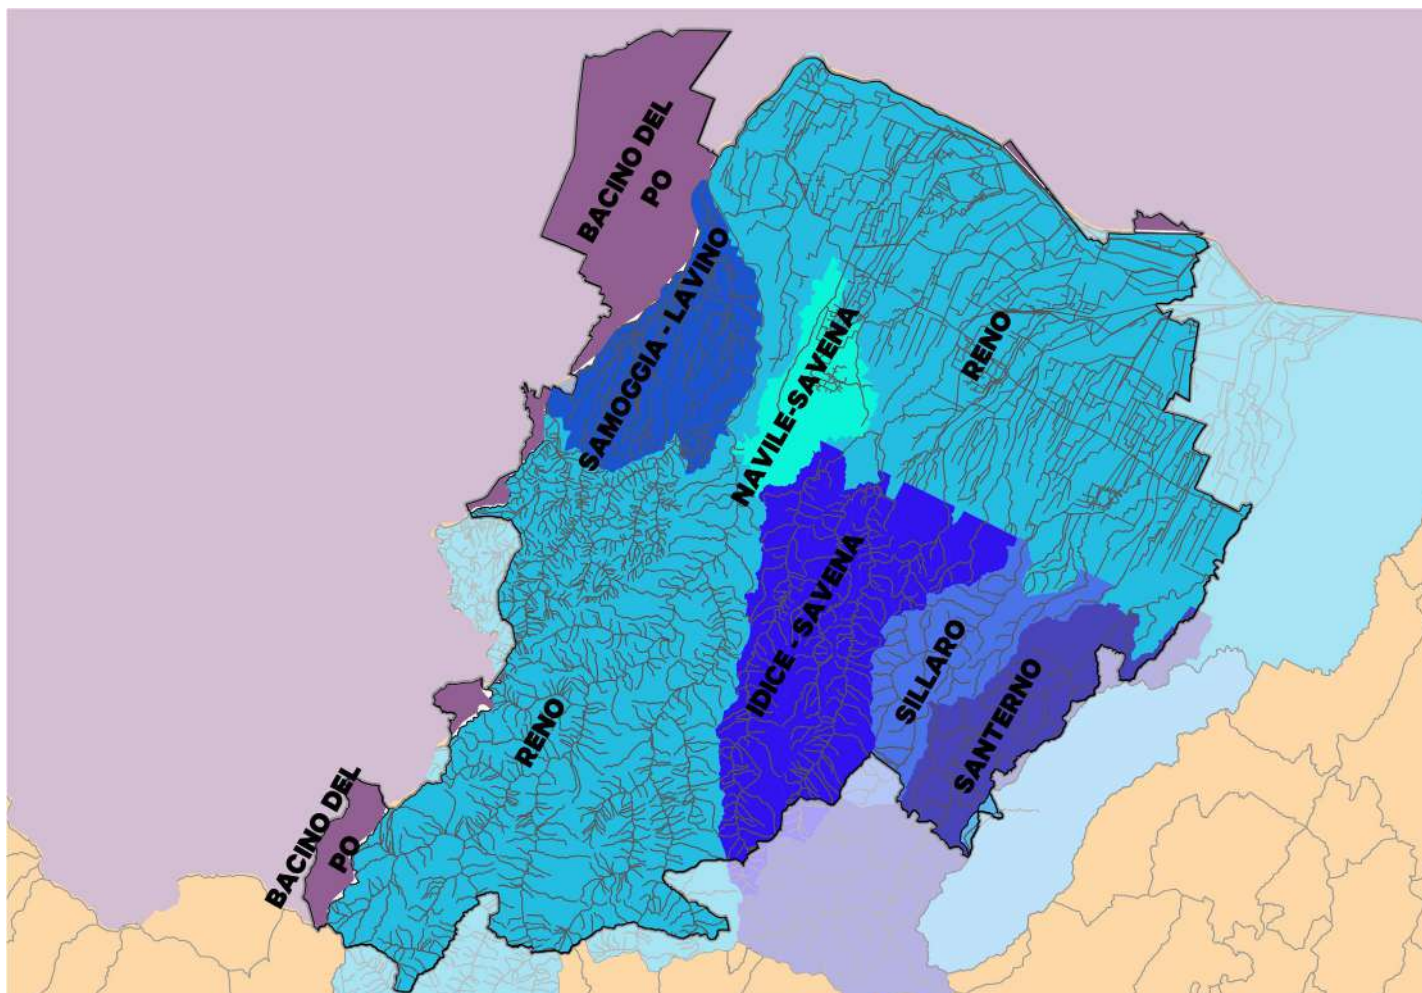 BACINO DEL
PO
SAMOGGIA - LAVINO
NAVILE-SAVENA
RENO
IDICE - SAVENA
SILLARO
SANTERNO
RENO
BACINO DEL
PO